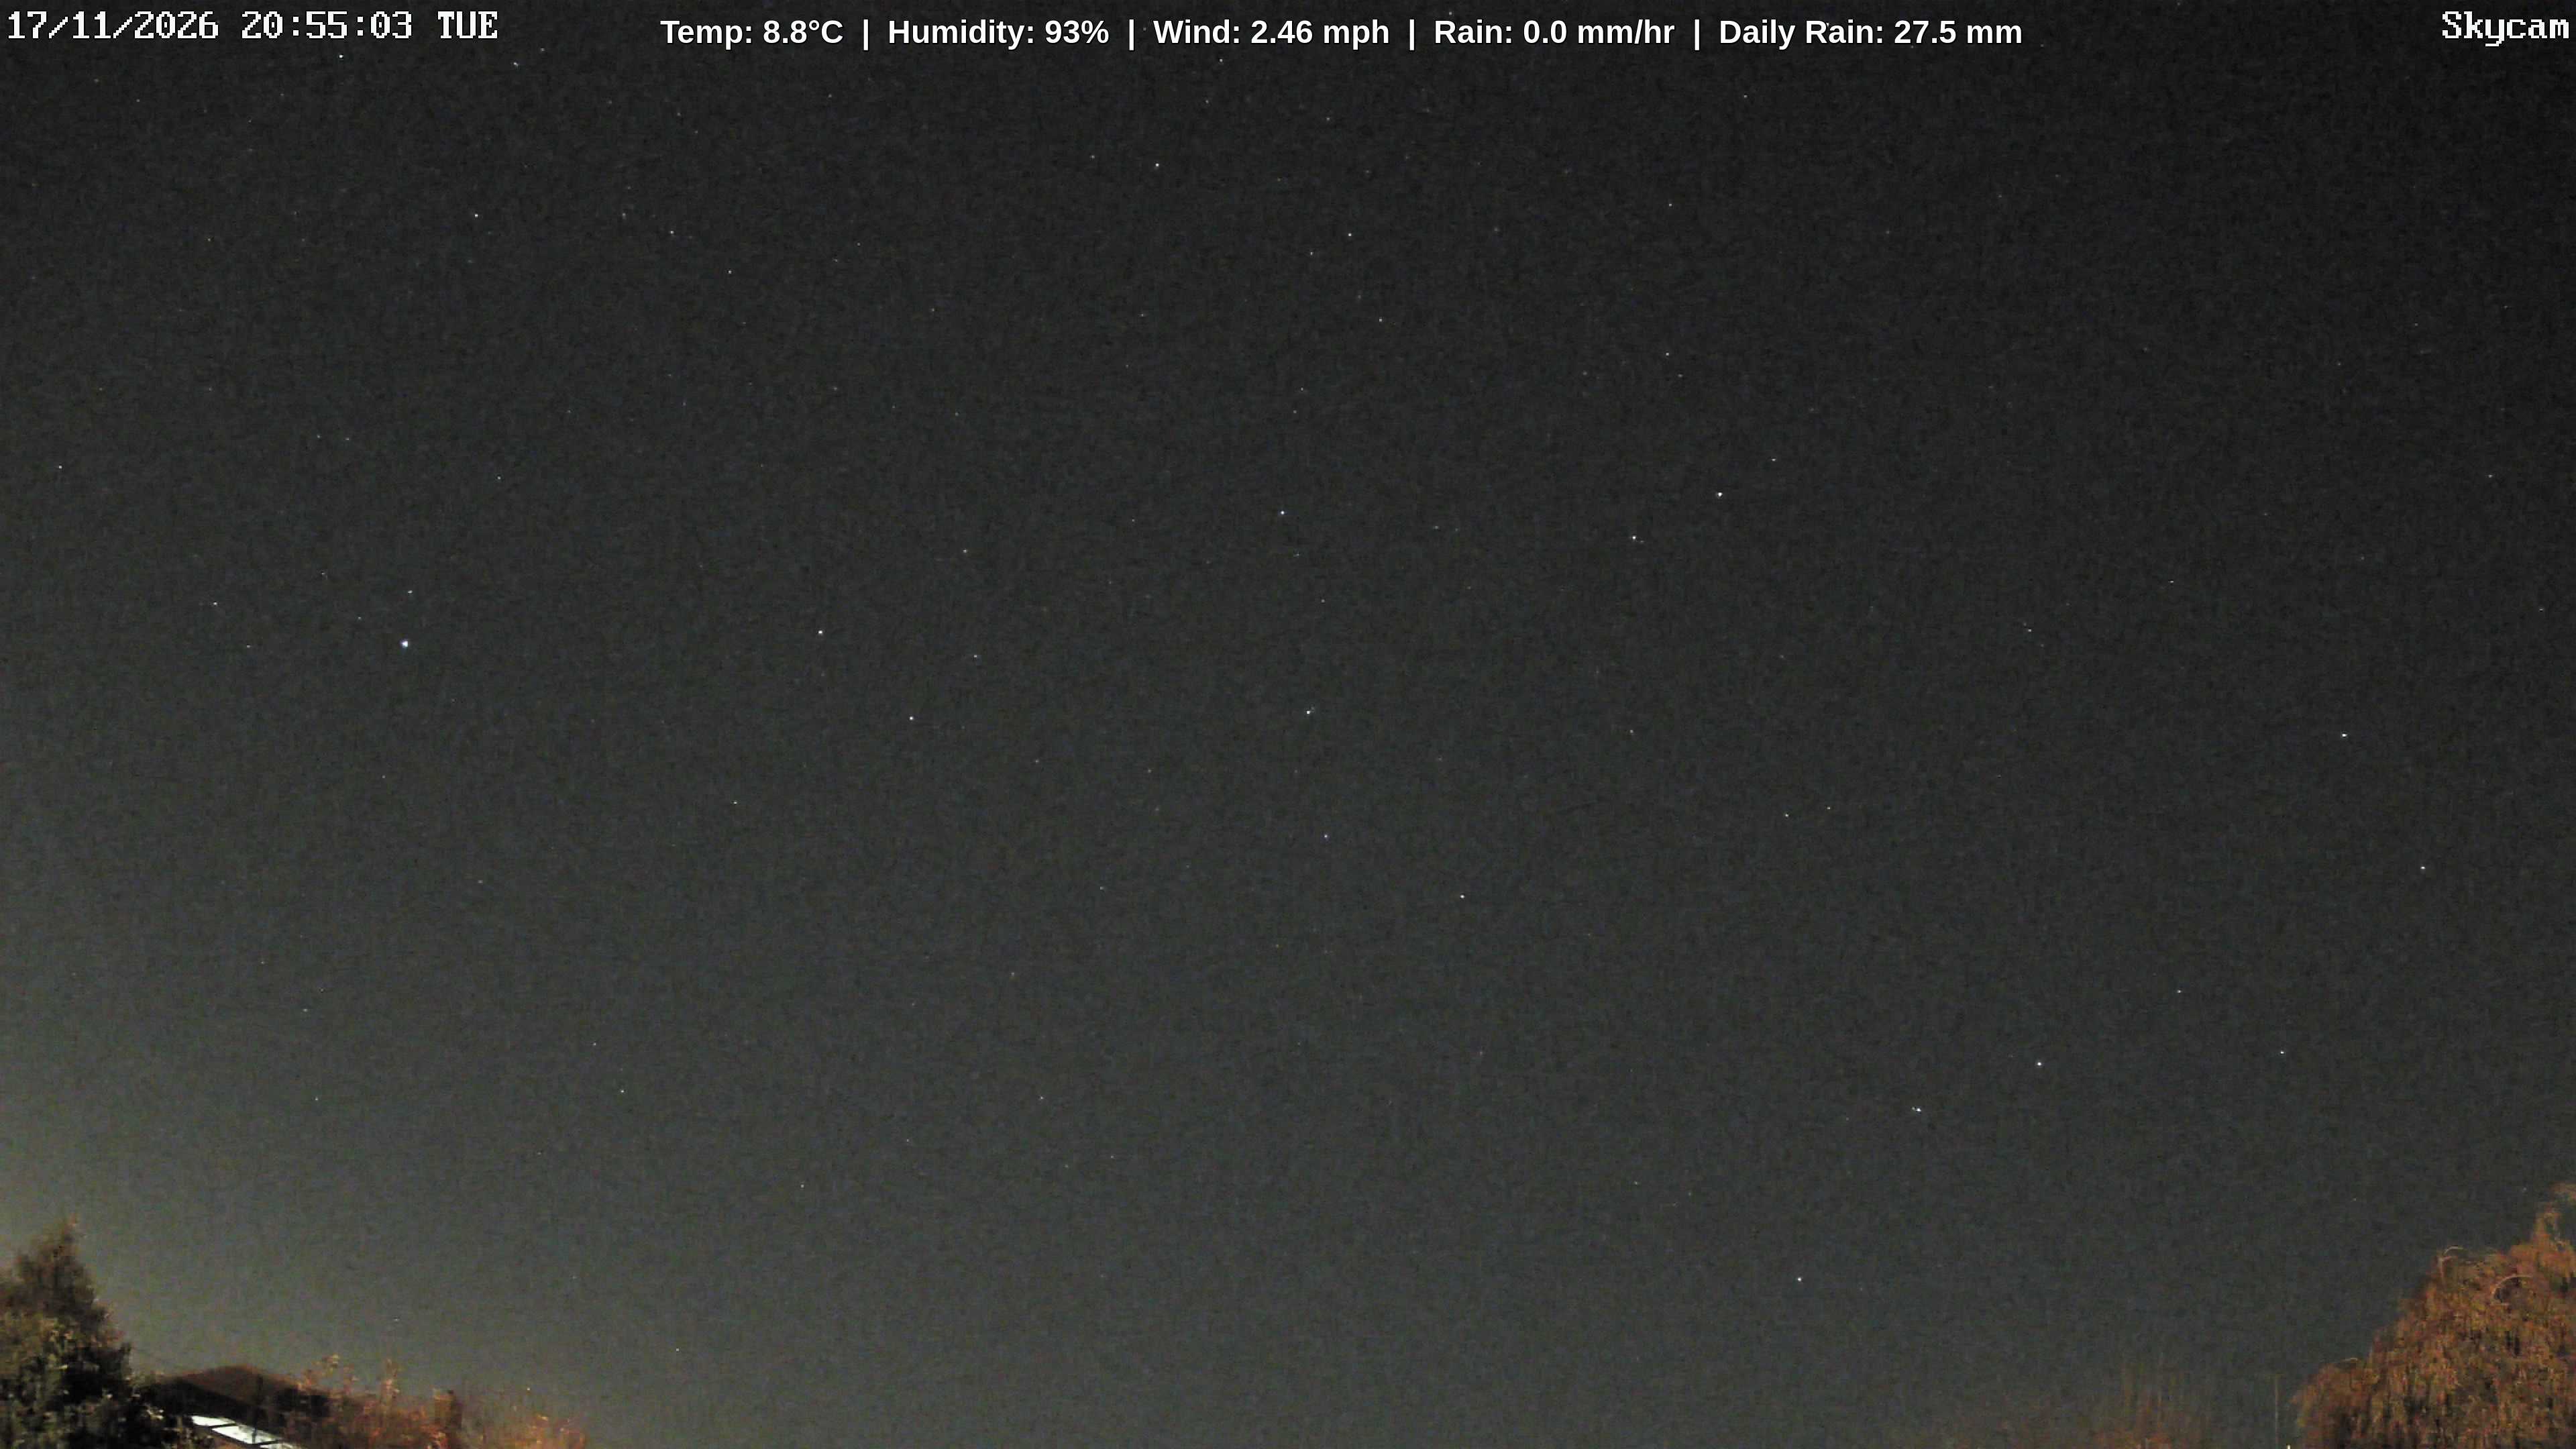 17/11/2026 20:55:03 TUE
Temp: 8.8°C | Humidity: 93% | Wind: 2.46 mph | Rain: 0.0 mm/hr | Daily Rain: 27.5 mm
Skycam